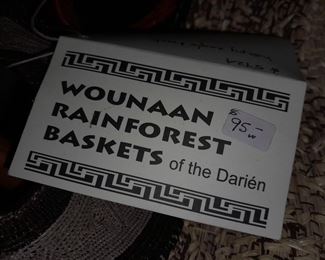 WOUNAAN
RAINFOREST
BASKETS of the Darién
95.-